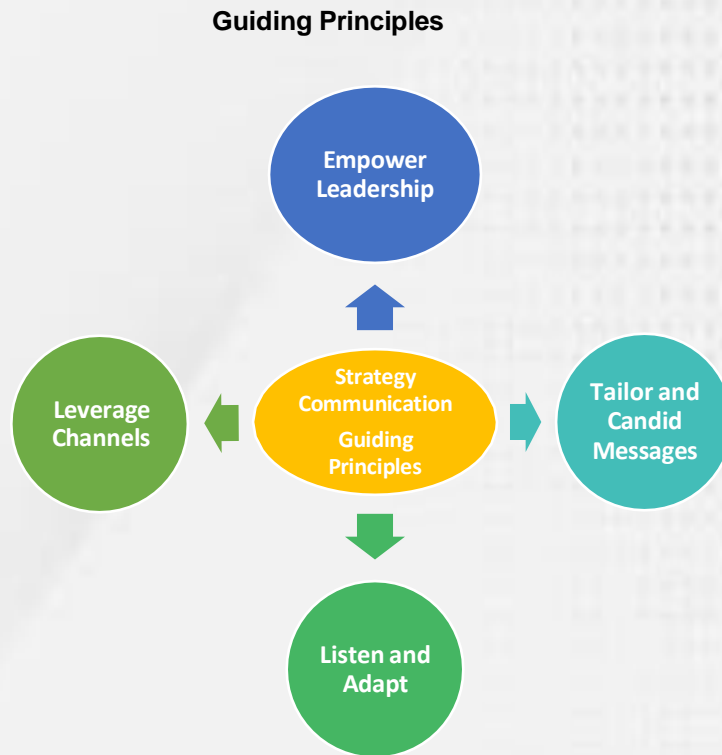 Guiding Principles
Empower
Leadership
Strategy
Communication
Guiding
Principles
Leverage
Channels
Tailor and
Candid
Messages
Listen and
Adapt